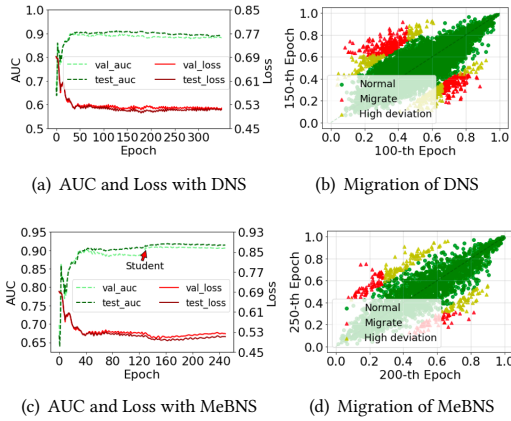 1.0
0.9
0.8
0.7
0.6
0.5
AUC
0.85
0.77
0.69
0.61
0.53
0.45
Loss
val_auc
test_auc
val_loss
test_loss
0 50 100 150 200 250 300
Epoch
(a) AUC and Loss with DNS
1.0
0.8
0.6
0.4
0.2
0.0
150-th Epoch
Normal
Migrate
High deviation
0.0 0.2 0.4 0.6 0.8 1.0
100-th Epoch
(b) Migration of DNS
0.95
0.90
0.85
0.80
0.75
0.70
0.65
AUC
0.93
0.85
0.77
0.69
0.61
0.53
0.45
Loss
Student
val_auc
test_auc
val_loss
test_loss
0 40 80 120 160 200 240
Epoch
(c) AUC and Loss with MeBNS
1.0
0.8
0.6
0.4
0.2
0.0
250-th Epoch
Normal
Migrate
High deviation
0.0 0.2 0.4 0.6 0.8 1.0
200-th Epoch
(d) Migration of MeBNS